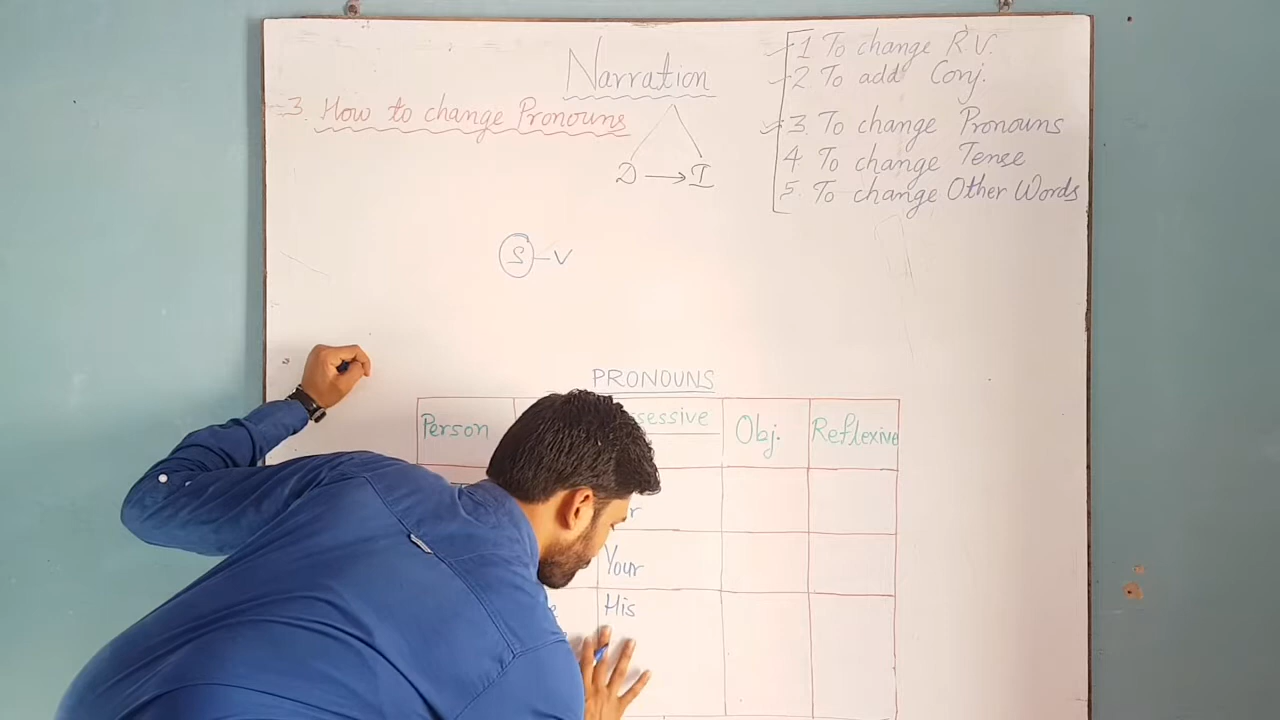 Narration
3. How to change Pronouns
D → I
1 To change R.V.
2. To add Conj.
3. To change Pronouns
4 To change Tense
5. To change Other Words
S - V
PRONOUNS
Person Obj. Reflexive
Your
His